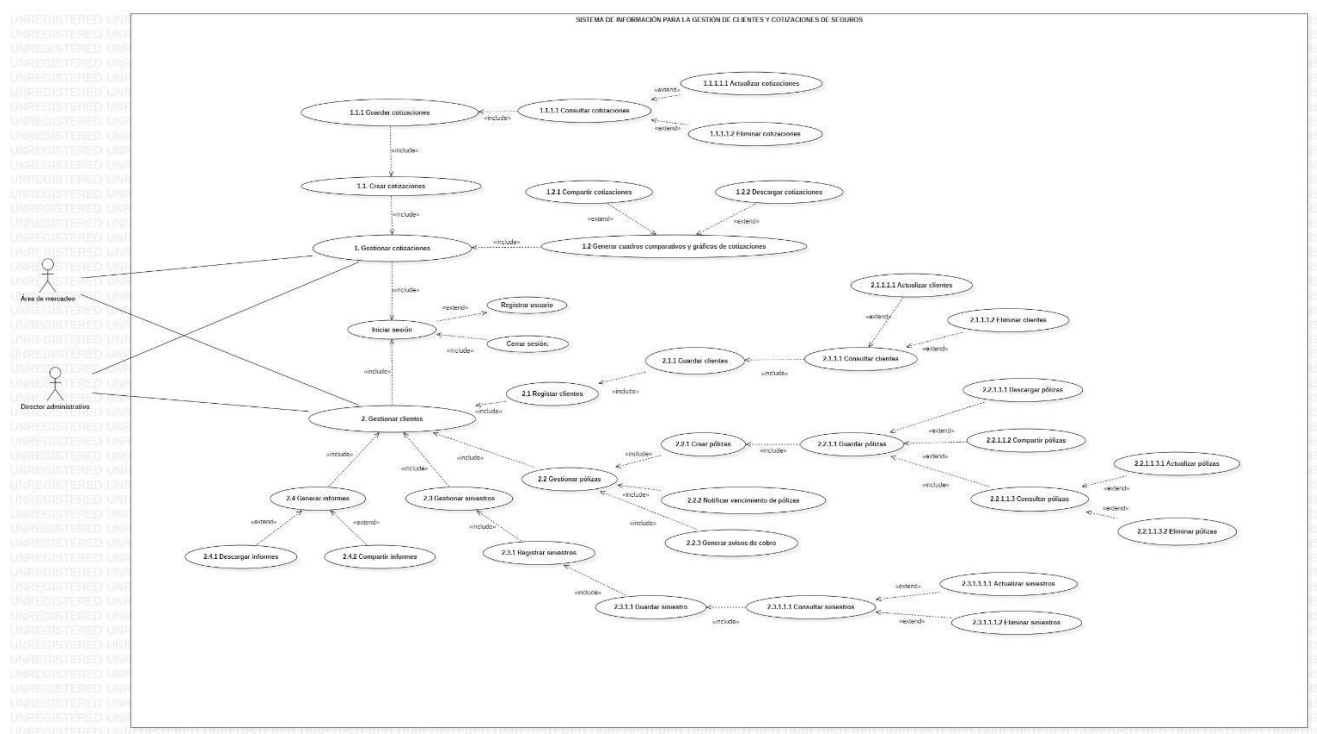 SISTEMA DE INFORMACIÓN PARA LA GESTIÓN DE CLIENTES Y COTIZACIONES DE SEGUROS
1.1.1.1.1 Actualizar cotizaciones
«extend»
1.1.1 Guardar cotizaciones
«include»
1.1.1.1 Consultar cotizaciones
«extend»
1.1.1.1.2 Eliminar cotizaciones
«include»
1.1. Crear cotizaciones
1.2.1 Compartir cotizaciones
1.2.2 Descargar cotizaciones
«include»
«extend»
«extend»
1. Gestionar cotizaciones
«include»
1.2 Generar cuadros comparativos y gráficos de cotizaciones
Área de mercadeo
«include»
2.1.1.1.1 Actualizar clientes
«extend»
Registrar usuario
Iniciar sesión
«extend»
2.1.1.1.2 Eliminar clientes
Cerrar sesión.
«include»
«extend»
2.1.1 Guardar clientes
«include»
2.1.1.1 Consultar clientes
«include»
Director administrativo
2.1 Registar clientes
«include»
2.2.1.1.1 Descargar pólizas
«include»
2. Gestionar clientes
«extend»
2.2.1 Crear pólizas
«include»
2.2.1.1 Guardar pólizas
2.2.1.1.2 Compartir pólizas
«include»
«include»
«include»
«include»
«extend»
2.2.1.1.3.1 Actualizar pólizas
2.2 Gestionar pólizas
«include»
«extend»
2.4 Generar informes
2.3 Gestionar siniestros
«include»
2.2.2 Notificar vencimiento de pólizas
2.2.1.1.3 Consultar pólizas
«extend»
«extend»
«extend»
«include»
«include»
2.2.3 Generar avisos de cobro
2.2.1.1.3.2 Eliminar pólizas
2.4.1 Descargar informes
2.4.2 Compartir informes
2.3.1 Registrar siniestros
«include»
2.3.1.1.1.1 Actualizar siniestros
«extend»
2.3.1.1 Guardar siniestro
«include»
2.3.1.1.1 Consultar siniestros
«extend»
2.3.1.1.1.2 Eliminar siniestros